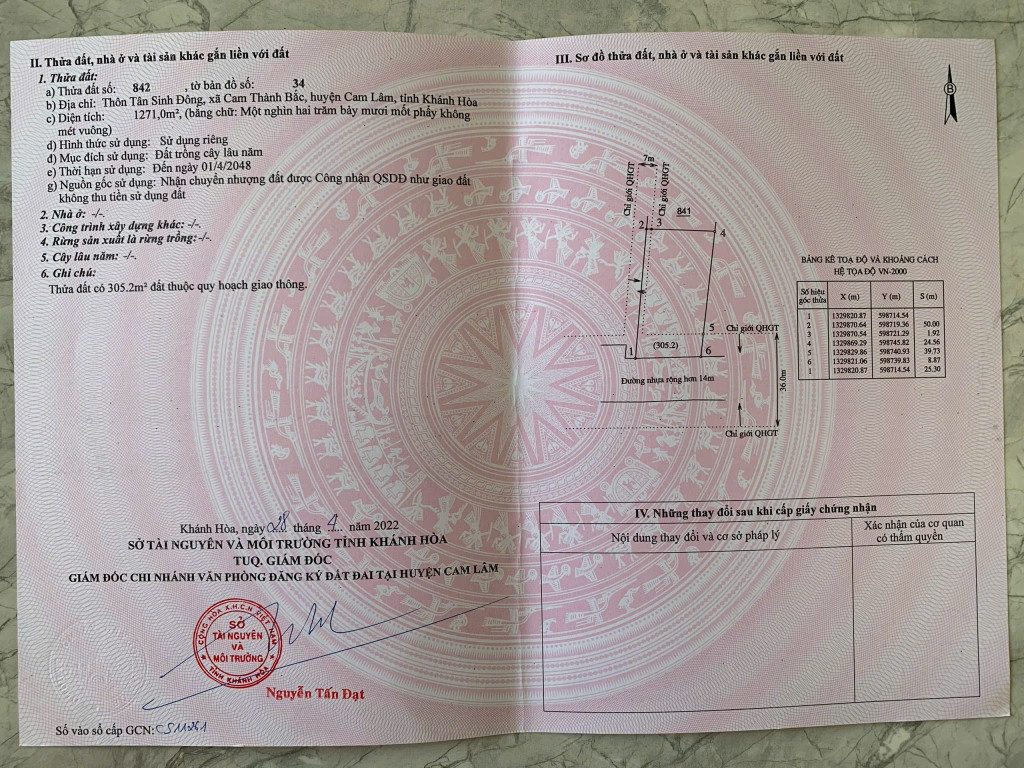 II. Thửa đất, nhà ở và tài sản khác gắn liền với đất
1. Thửa đất:
a) Thửa đất số: 842 , tờ bản đồ số: 34
b) Địa chỉ: Thôn Tân Sinh Đông, xã Cam Thành Bắc, huyện Cam Lâm, tỉnh Khánh Hòa
c) Diện tích: 1271,0m², (bằng chữ: Một nghìn hai trăm bảy mươi mốt phẩy không
mét vuông)
d) Hình thức sử dụng: Sử dụng riêng
đ) Mục đích sử dụng: Đất trồng cây lâu năm
e) Thời hạn sử dụng: Đến ngày 01/4/2048
g) Nguồn gốc sử dụng: Nhận chuyển nhượng đất được Công nhận QSDĐ như giao đất
không thu tiền sử dụng đất
2. Nhà ở: -/-.
3. Công trình xây dựng khác: -/-.
4. Rừng sản xuất là rừng trồng:-/-.
5. Cây lâu năm: -/-.
6. Ghi chú:
Thửa đất có 305.2m² đất thuộc quy hoạch giao thông.
Khánh Hòa, ngày 28 tháng 4 năm 2022
SỞ TÀI NGUYÊN VÀ MÔI TRƯỜNG TỈNH KHÁNH HÒA
TUQ. GIÁM ĐỐC
GIÁM ĐỐC CHI NHÁNH VĂN PHÒNG ĐĂNG KÝ ĐẤT ĐAI TẠI HUYỆN CAM LÂM
CỘNG HÒA X.H.C.N VIỆT NAM
SỞ
TÀI NGUYÊN
VÀ
MÔI TRƯỜNG
TỈNH KHÁNH HÒA
Nguyễn Tấn Đạt
Số vào sổ cấp GCN:
III. Sơ đồ thửa đất, nhà ở và tài sản khác gắn liền với đất
B
7m
Chỉ giới QHGT
Chỉ giới QHGT
841
2
3
4
5
Chỉ giới QHGT
(305.2)
1
6
Đường nhựa rộng hơn 14m
36.0m
Chỉ giới QHGT
BẢNG KÊ TOẠ ĐỘ VÀ KHOẢNG CÁCH
HỆ TỌA ĐỘ VN-2000
Số hiệu góc thửa X (m) Y (m) S (m)
1 1329820.87 598714.54
2 1329870.64 598719.36 50.00
3 1329870.54 598721.29 1.92
4 1329869.29 598745.82 24.56
5 1329829.86 598740.93 39.73
6 1329821.06 598739.83 8.87
1 1329820.87 598714.54 25.30
IV. Những thay đổi sau khi cấp giấy chứng nhận
Nội dung thay đổi và cơ sở pháp lý
Xác nhận của cơ quan
có thẩm quyền